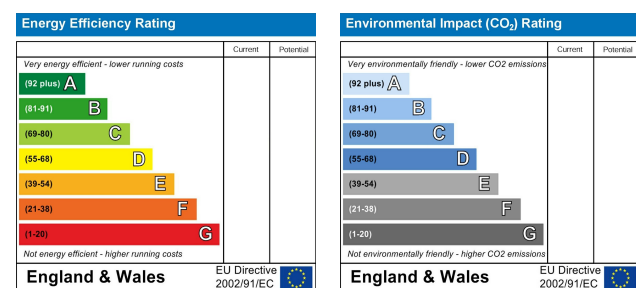 Energy Efficiency Rating
Current Potential
Very energy efficient - lower running costs
(92 plus) A
(81-91) B
(69-80) C
(55-68) D
(39-54) E
(21-38) F
(1-20) G
Not energy efficient - higher running costs
England & Wales
EU Directive
2002/91/EC
Environmental Impact (CO₂) Rating
Current Potential
Very environmentally friendly - lower CO2 emissions
(92 plus) A
(81-91) B
(69-80) C
(55-68) D
(39-54) E
(21-38) F
(1-20) G
Not environmentally friendly - higher CO2 emissions
England & Wales
EU Directive
2002/91/EC